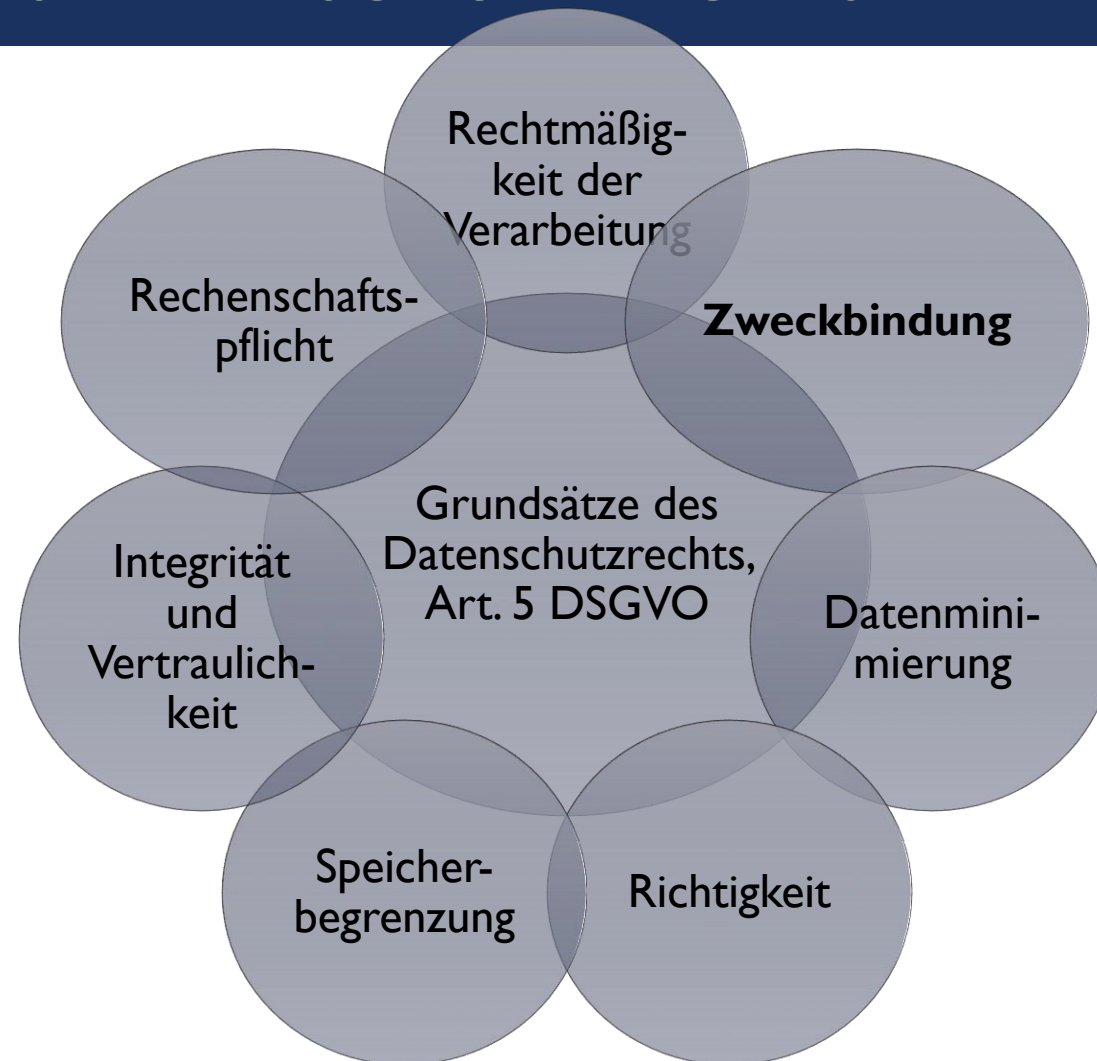 Rechtmäßig-
keit der
Verarbeitung
Zweckbindung
Datenmini-
mierung
Richtigkeit
Speicher-
begrenzung
Integrität
und
Vertraulich-
keit
Rechenschafts-
pflicht
Grundsätze des
Datenschutzrechts,
Art. 5 DSGVO